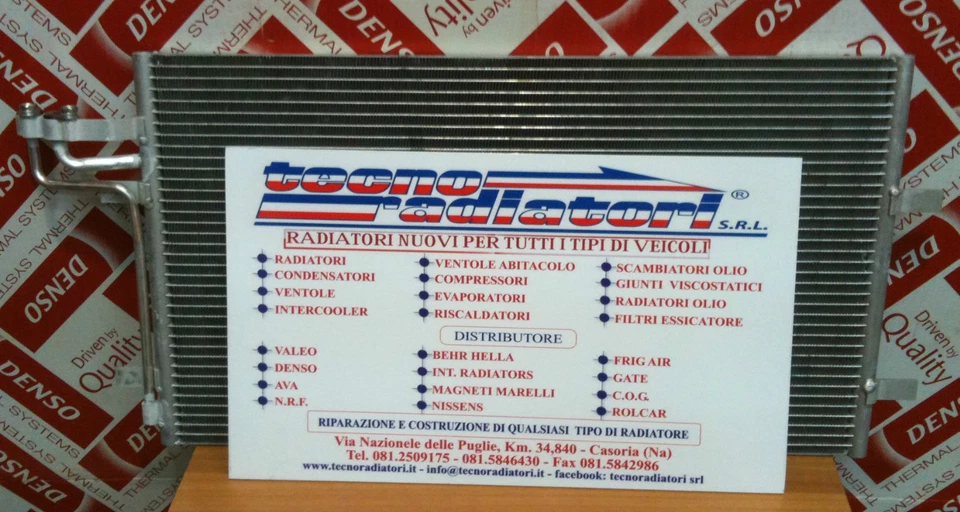 DENSO
THERMAL SYSTEMS
Driven by
Quality
tecno
radiatori ®
S.R.L.
RADIATORI NUOVI PER TUTTI I TIPI DI VEICOLI
RADIATORI
CONDENSATORI
VENTOLE
INTERCOOLER
VENTOLE ABITACOLO
COMPRESSORI
EVAPORATORI
RISCALDATORI
SCAMBIATORI OLIO
GIUNTI VISCOSTATICI
RADIATORI OLIO
FILTRI ESSICATORE
DISTRIBUTORE
VALEO
DENSO
AVA
N.R.F.
BEHR HELLA
INT. RADIATORS
MAGNETI MARELLI
NISSENS
FRIG AIR
GATE
C.O.G.
ROLCAR
RIPARAZIONE E COSTRUZIONE DI QUALSIASI TIPO DI RADIATORE
Via Nazionele delle Puglie, Km. 34,840 - Casoria (Na)
Tel. 081.2509175 - 081.5846430 - Fax 081.5842986
www.tecnoradiatori.it - info@tecnoradiatori.it - facebook: tecnoradiatori srl